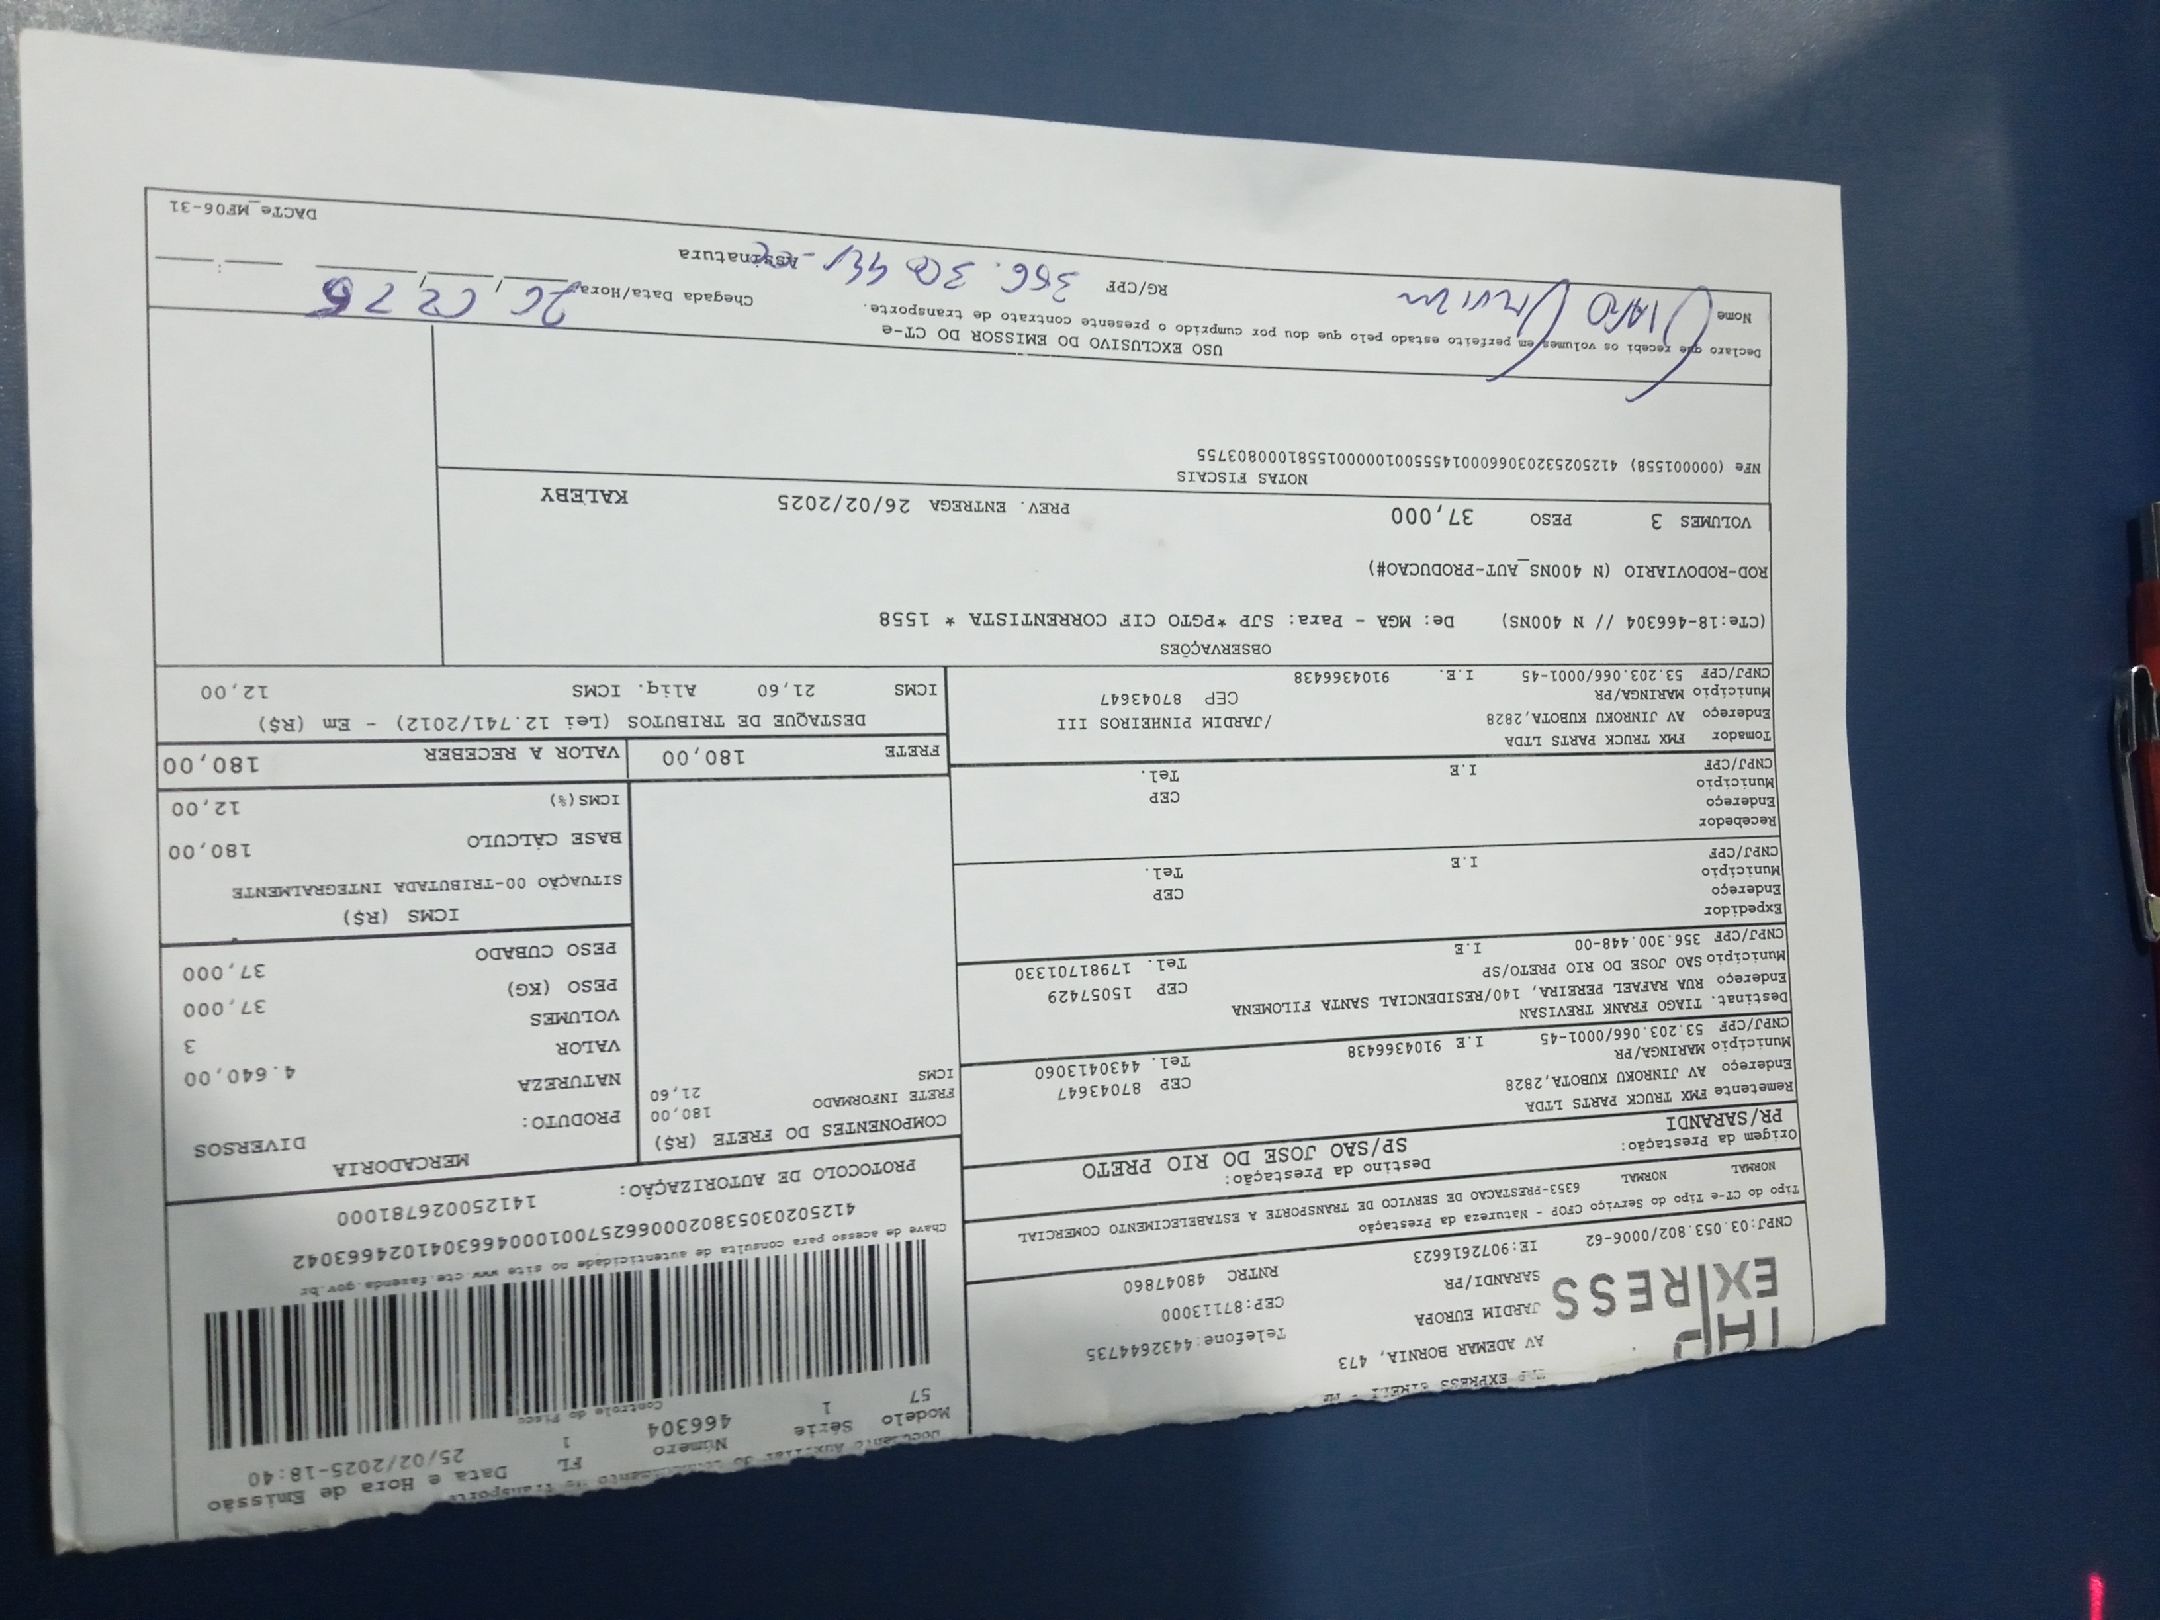 Documento Auxiliar do Conhecimento de Transporte
Modelo Série Número FL Data e Hora de Emissão
57 1 466304 1 25/02/2025-18:40
Controle do Fisco
EXPRESS EIRELI - ME
AV ADEMAR BORNIA, 473 Telefone:4432644735
JARDIM EUROPA CEP:87113000
SARANDI/PR RNTRC 48047860
EXPRESS
CNPJ:03.053.802/0006-62 IE:9072616623
Chave de acesso para consulta de autenticidade no site www.cte.fazenda.gov.br
41250203053802000662570010004663041024663042
PROTOCOLO DE AUTORIZAÇÃO: 141250026781000
Tipo do CT-e Tipo do Serviço CFOP - Natureza da Prestação
NORMAL NORMAL 6353-PRESTACAO DE SERVICO DE TRANSPORTE A ESTABELECIMENTO COMERCIAL
Origem da Prestação: Destino da Prestação:
PR/SARANDI SP/SAO JOSE DO RIO PRETO
Remetente FMX TRUCK PARTS LTDA
Endereço AV JINROKU KUBOTA,2828 CEP 87043647
Município MARINGA/PR Tel. 4430413060
CNPJ/CPF 53.203.066/0001-45 I.E 9104366438
Destinat. TIAGO FRANK TREVISAN
Endereço RUA RAFAEL PEREIRA, 140/RESIDENCIAL SANTA FILOMENA CEP 15057429
Município SAO JOSE DO RIO PRETO/SP Tel. 17981701330
CNPJ/CPF 356.300.448-00 I.E
Expedidor
Endereço CEP
Município Tel.
CNPJ/CPF I.E
Recebedor
Endereço CEP
Município Tel.
CNPJ/CPF I.E
Tomador FMX TRUCK PARTS LTDA
Endereço AV JINROKU KUBOTA,2828 /JARDIM PINHEIROS III
Município MARINGA/PR CEP 87043647
CNPJ/CPF 53.203.066/0001-45 I.E. 9104366438
COMPONENTES DO FRETE (R$)
FRETE INFORMADO 180,00
ICMS 21,60
MERCADORIA
PRODUTO: DIVERSOS
NATUREZA
VALOR 4.640,00
VOLUMES 3
PESO (KG) 37,000
PESO CUBADO 37,000
ICMS (R$)
SITUAÇÃO 00-TRIBUTADA INTEGRALMENTE
BASE CÁLCULO 180,00
ICMS(%) 12,00
FRETE 180,00 VALOR A RECEBER 180,00
DESTAQUE DE TRIBUTOS (Lei 12.741/2012) - Em (R$)
ICMS 21,60 Aliq. ICMS 12,00
OBSERVAÇÕES
(CTe:18-466304 // N 400NS) De: MGA - Para: SJP *PGTO CIF CORRENTISTA * 1558
ROD-RODOVIARIO (N 400NS_AUT-PRODUCAO#)
VOLUMES 3 PESO 37,000 PREV. ENTREGA 26/02/2025 KALEBY
NOTAS FISCAIS
NFe (000001558) 41250253203066000145550010000015581000803755
USO EXCLUSIVO DO EMISSOR DO CT-e
Declaro que recebi os volumes em perfeito estado pelo que dou por cumprido o presente contrato de transporte.
Nome RG/CPF Assinatura Chegada Data/Hora
DACTe_MF06-31